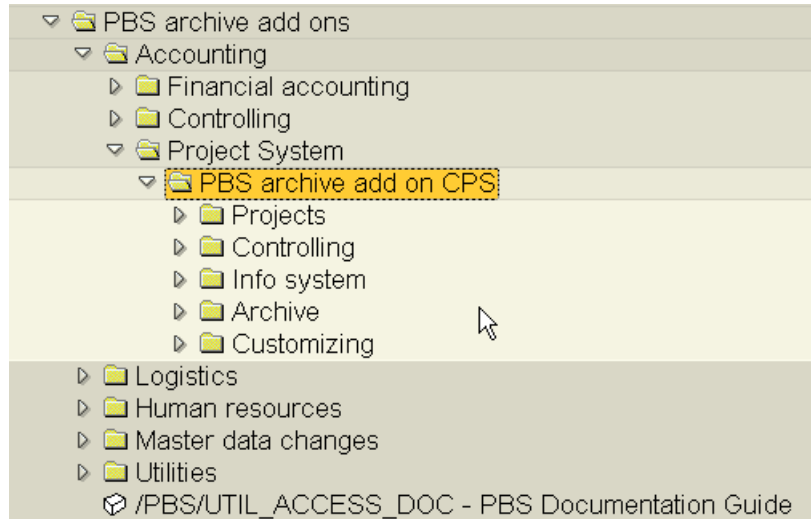 PBS archive add ons
Accounting
Financial accounting
Controlling
Project System
PBS archive add on CPS
Projects
Controlling
Info system
Archive
Customizing
Logistics
Human resources
Master data changes
Utilities
/PBS/UTIL_ACCESS_DOC - PBS Documentation Guide